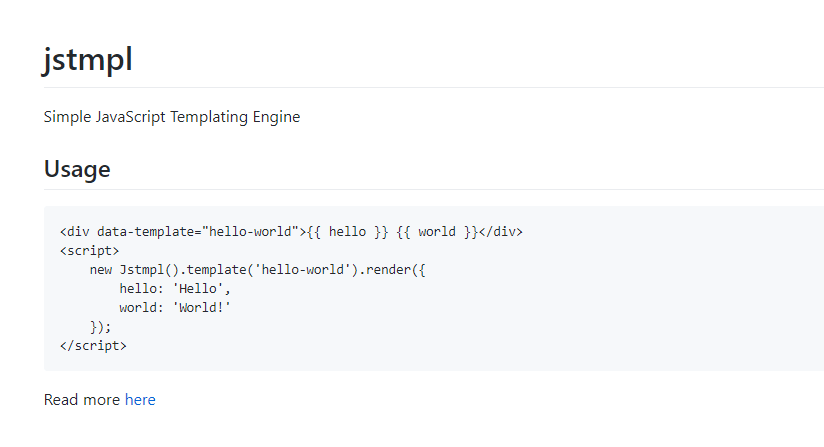 jstmpl
Simple JavaScript Templating Engine
Usage
<div data-template="hello-world">{{ hello }} {{ world }}</div>
<script>
    new Jstmpl().template('hello-world').render({
        hello: 'Hello',
        world: 'World!'
    });
</script>
Read more here